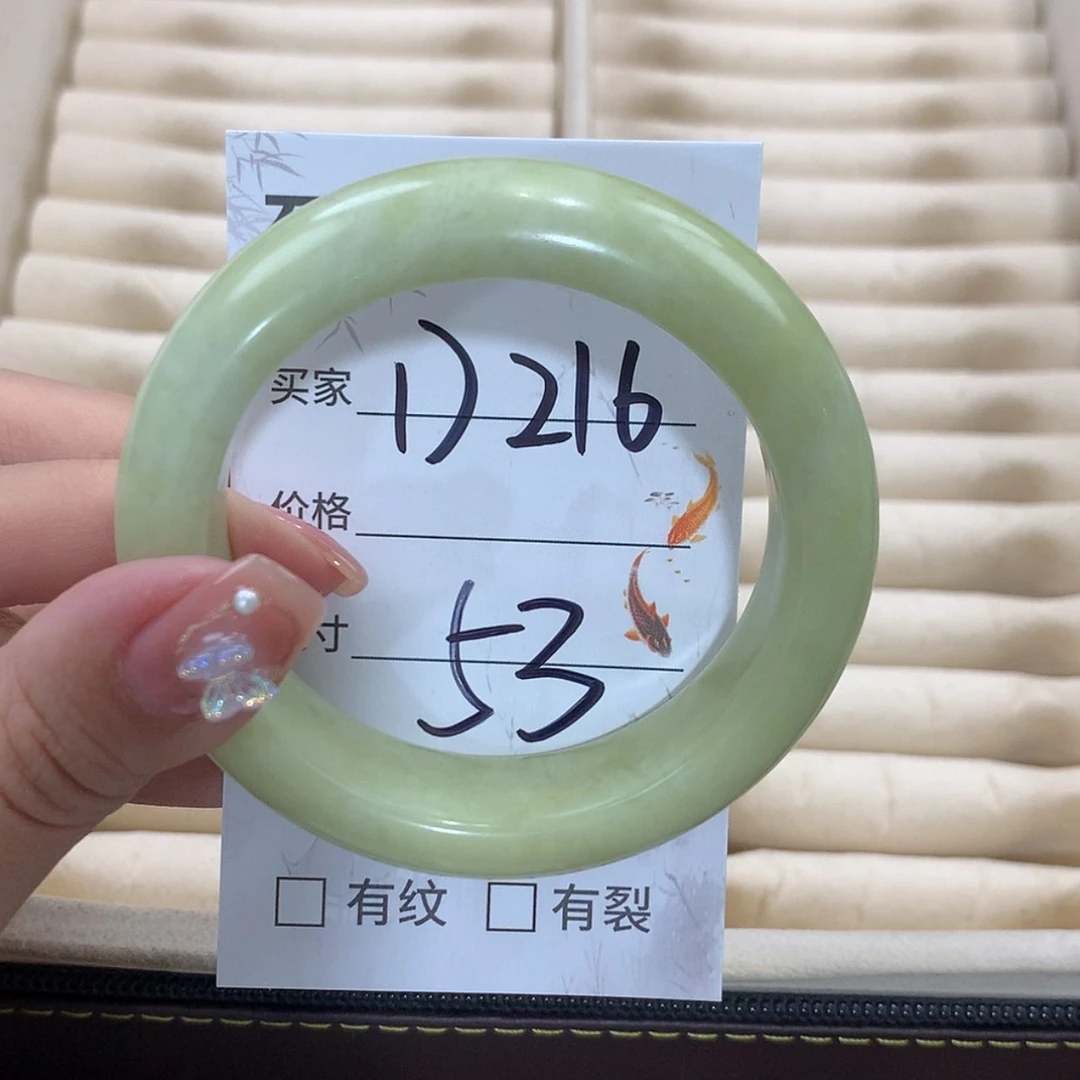 买家 1) 216
价格
寸 53
□ 有纹 □ 有裂